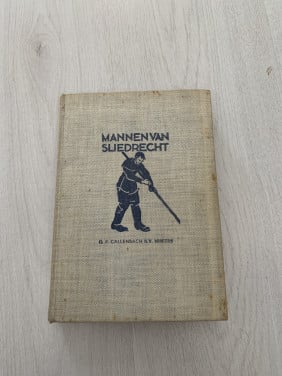 MANNEN VAN
SLIEDRECHT
G. F. CALLENBACH N.V. NIJKERK